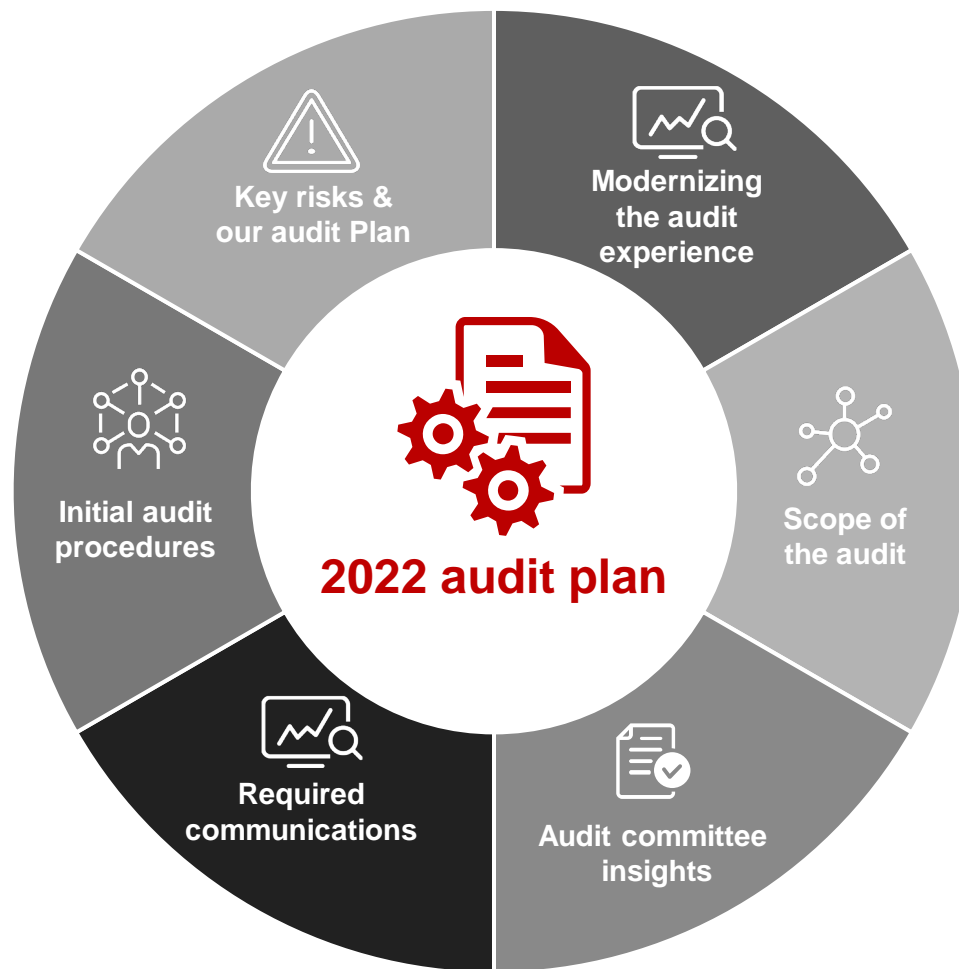 Key risks &
our audit Plan
Modernizing
the audit
experience
Initial audit
procedures
2022 audit plan
Scope of
the audit
Required
communications
Audit committee
insights